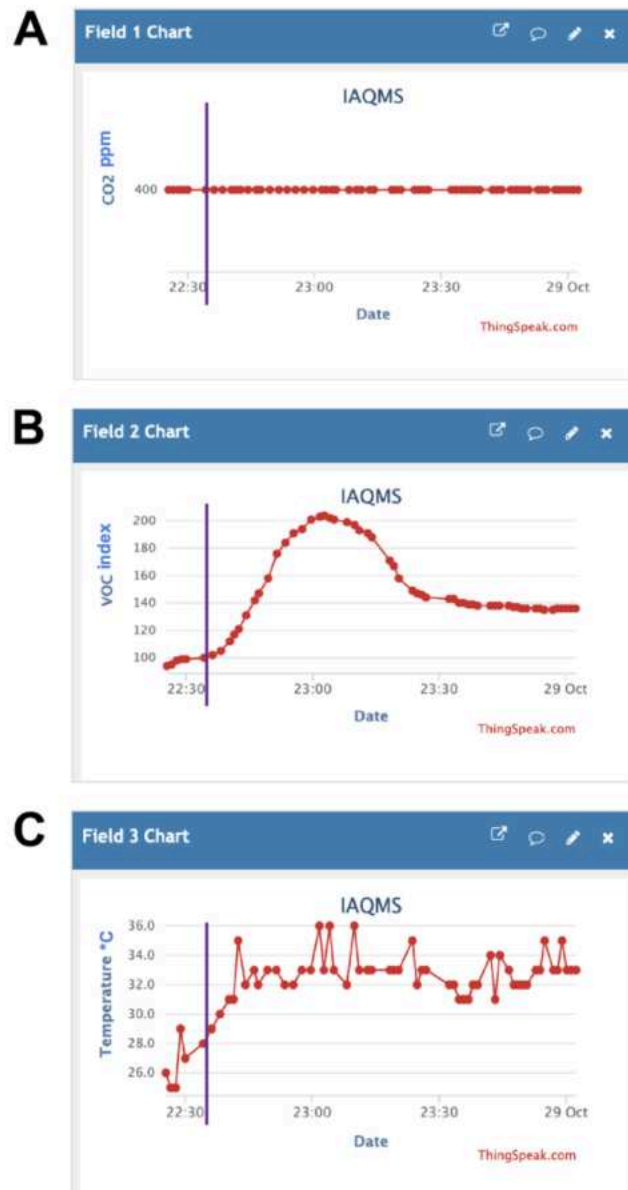 A
Field 1 Chart
IAQMS
CO2 ppm
400
22:30 23:00 23:30 29 Oct
Date
ThingSpeak.com
B
Field 2 Chart
IAQMS
VOC index
200
180
160
140
120
100
22:30 23:00 23:30 29 Oct
Date
ThingSpeak.com
C
Field 3 Chart
IAQMS
Temperature °C
36.0
34.0
32.0
30.0
28.0
26.0
22:30 23:00 23:30 29 Oct
Date
ThingSpeak.com